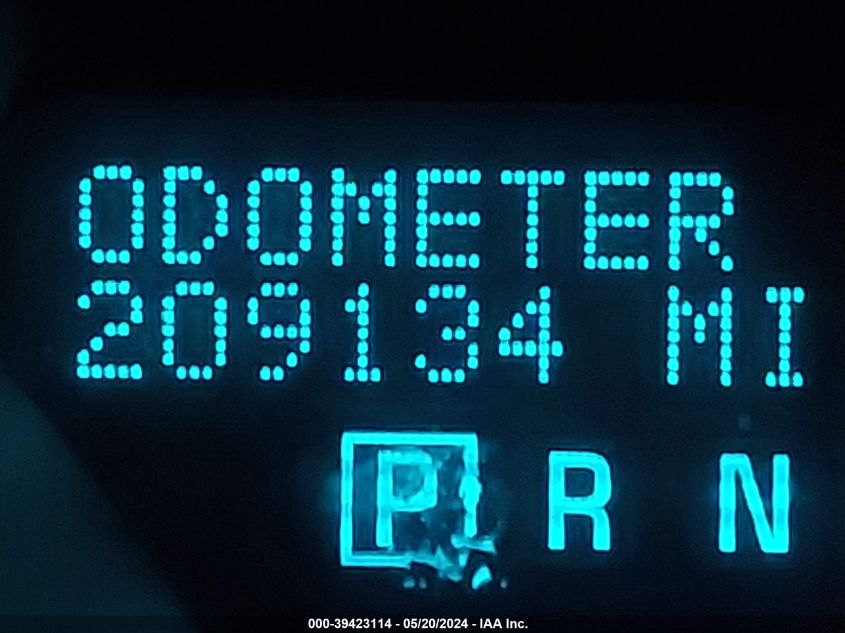 ODOMETER
209134 MI
P R N
000-39423114 - 05/20/2024 - IAA Inc.